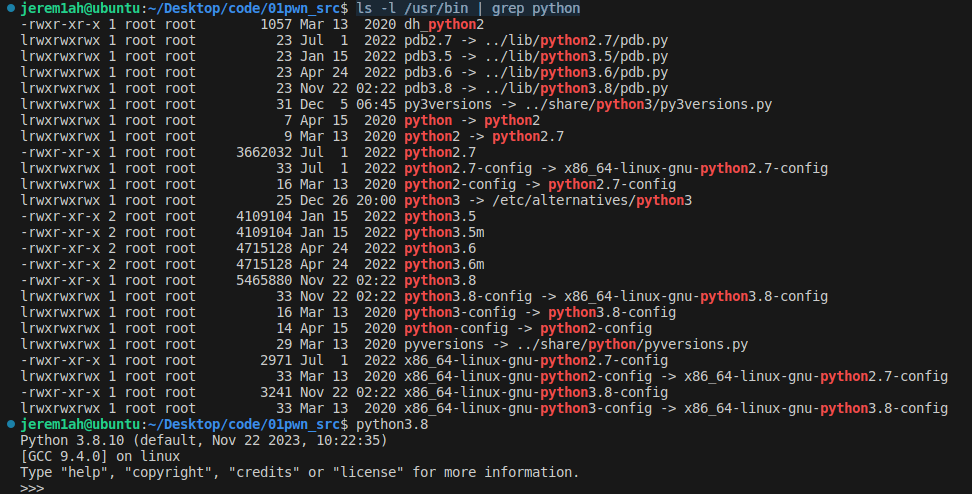 jerem1ah@ubuntu:~/Desktop/code/01pwn_src$ ls -l /usr/bin | grep python
-rwxr-xr-x 1 root root        1057 Mar 13  2020 dh_python2
lrwxrwxrwx 1 root root          23 Jul  1  2022 pdb2.7 -> ../lib/python2.7/pdb.py
lrwxrwxrwx 1 root root          23 Jan 15  2022 pdb3.5 -> ../lib/python3.5/pdb.py
lrwxrwxrwx 1 root root          23 Apr 24  2022 pdb3.6 -> ../lib/python3.6/pdb.py
lrwxrwxrwx 1 root root          23 Nov 22 02:22 pdb3.8 -> ../lib/python3.8/pdb.py
lrwxrwxrwx 1 root root          31 Dec  5 06:45 py3versions -> ../share/python3/py3versions.py
lrwxrwxrwx 1 root root           7 Apr 15  2020 python -> python2
lrwxrwxrwx 1 root root           9 Mar 13  2020 python2 -> python2.7
-rwxr-xr-x 1 root root     3662032 Jul  1  2022 python2.7
lrwxrwxrwx 1 root root          33 Jul  1  2022 python2.7-config -> x86_64-linux-gnu-python2.7-config
lrwxrwxrwx 1 root root          16 Mar 13  2020 python2-config -> python2.7-config
lrwxrwxrwx 1 root root          25 Dec 26 20:00 python3 -> /etc/alternatives/python3
-rwxr-xr-x 2 root root     4109104 Jan 15  2022 python3.5
-rwxr-xr-x 2 root root     4109104 Jan 15  2022 python3.5m
-rwxr-xr-x 2 root root     4715128 Apr 24  2022 python3.6
-rwxr-xr-x 2 root root     4715128 Apr 24  2022 python3.6m
-rwxr-xr-x 1 root root     5465880 Nov 22 02:22 python3.8
lrwxrwxrwx 1 root root          33 Nov 22 02:22 python3.8-config -> x86_64-linux-gnu-python3.8-config
lrwxrwxrwx 1 root root          16 Mar 13  2020 python3-config -> python3.8-config
lrwxrwxrwx 1 root root          14 Apr 15  2020 python-config -> python2-config
lrwxrwxrwx 1 root root          29 Mar 13  2020 pyversions -> ../share/python/pyversions.py
-rwxr-xr-x 1 root root        2971 Jul  1  2022 x86_64-linux-gnu-python2.7-config
lrwxrwxrwx 1 root root          33 Mar 13  2020 x86_64-linux-gnu-python2-config -> x86_64-linux-gnu-python2.7-config
-rwxr-xr-x 1 root root        3241 Nov 22 02:22 x86_64-linux-gnu-python3.8-config
lrwxrwxrwx 1 root root          33 Mar 13  2020 x86_64-linux-gnu-python3-config -> x86_64-linux-gnu-python3.8-config
jerem1ah@ubuntu:~/Desktop/code/01pwn_src$ python3.8
Python 3.8.10 (default, Nov 22 2023, 10:22:35)
[GCC 9.4.0] on linux
Type "help", "copyright", "credits" or "license" for more information.
>>>